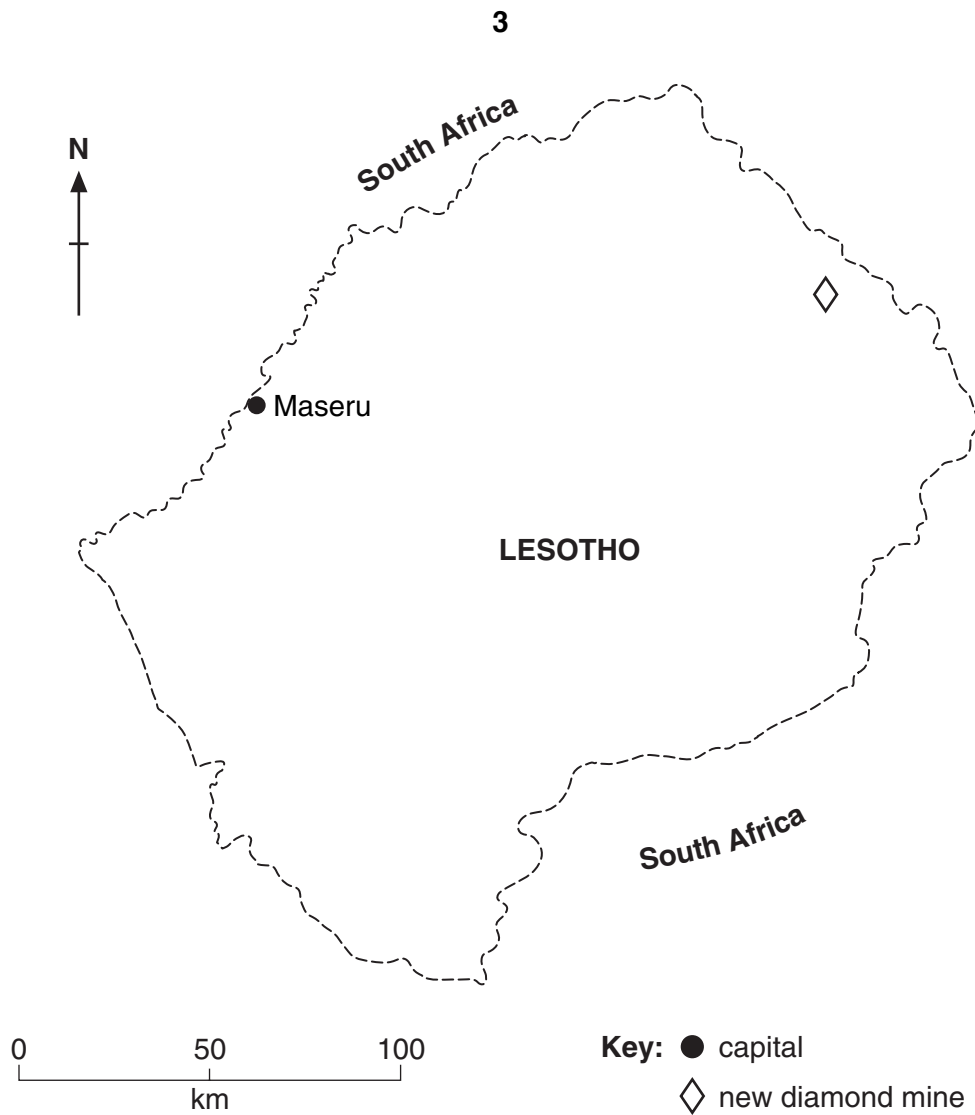 3
South Africa
N
Maseru
LESOTHO
South Africa
0 50 100
km
Key: capital
new diamond mine